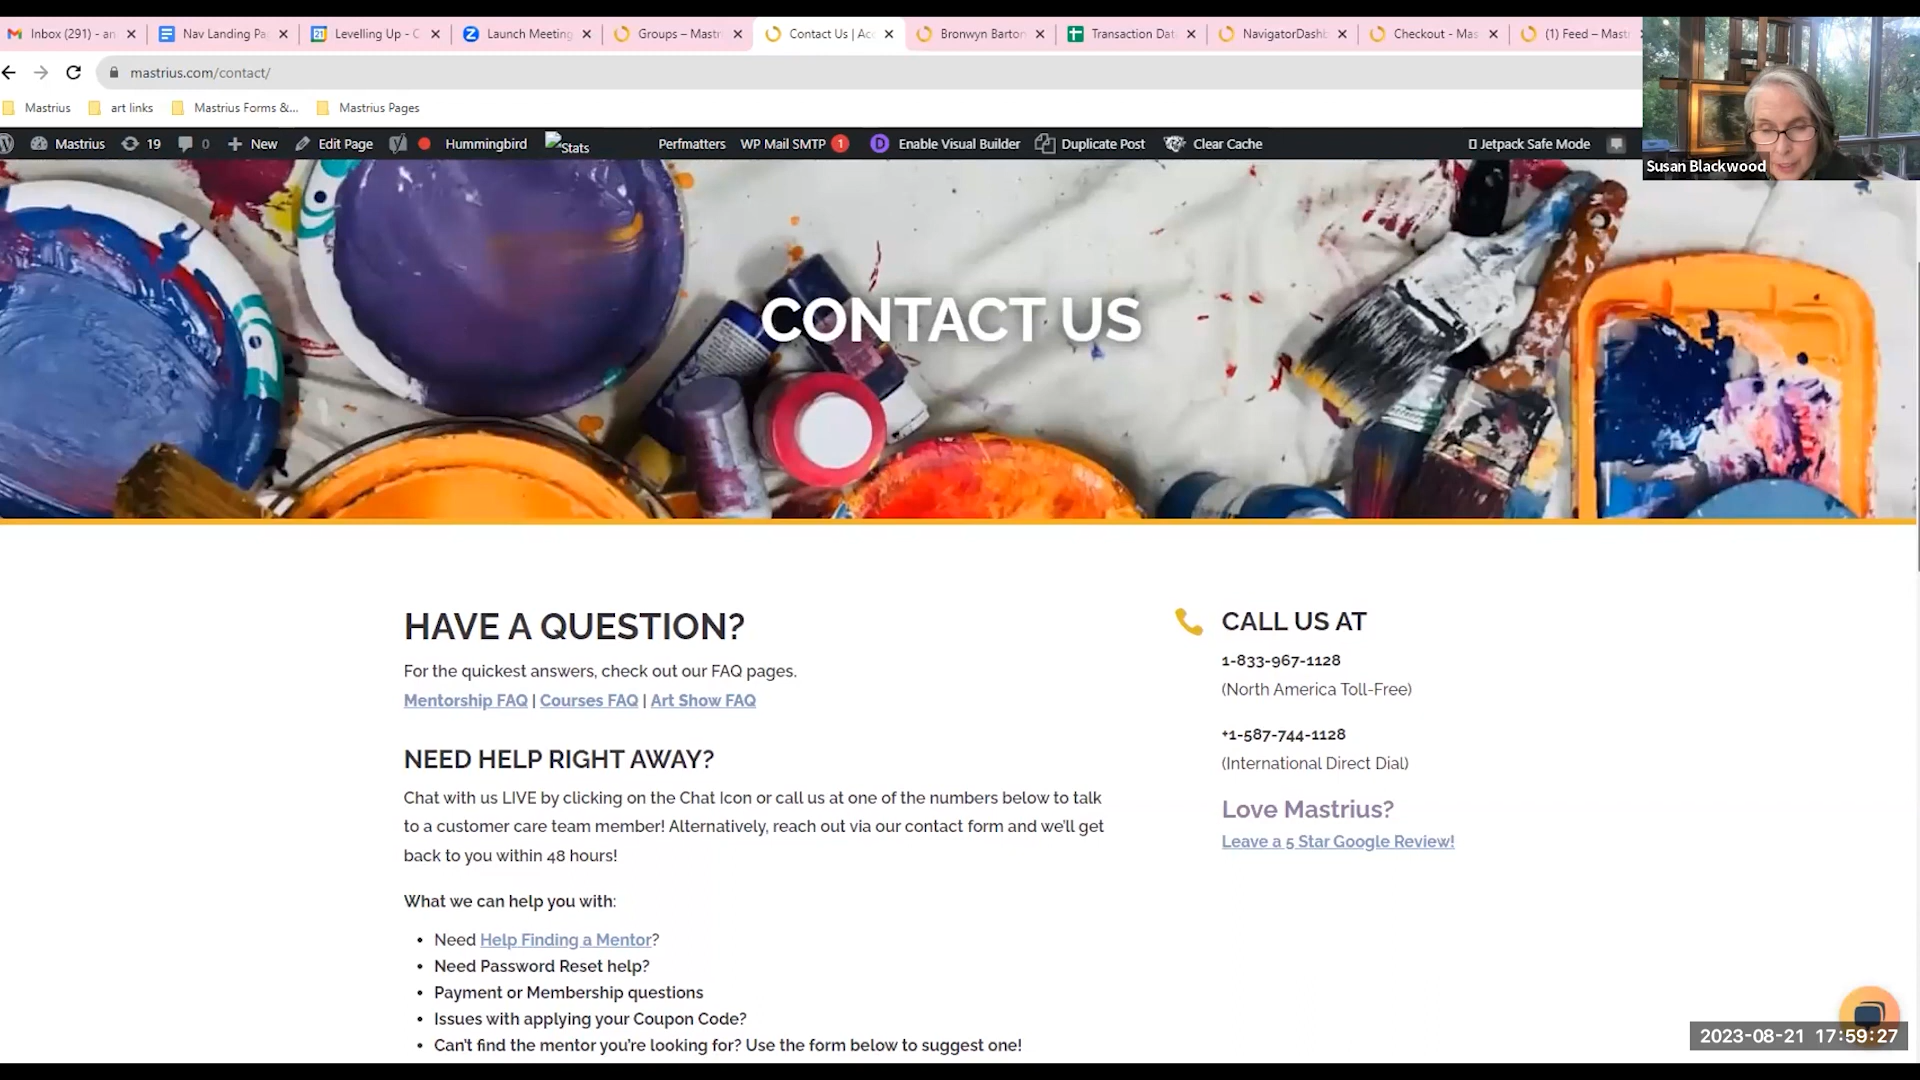 Inbox (291) - an
Nav Landing Pa
Levelling Up - C
Launch Meeting
Groups – Mastri
Contact Us | Acc
Bronwyn Barton
Transaction Dat
NavigatorDashb
Checkout - Mas
(1) Feed – Mastr
mastrius.com/contact/
Mastrius
art links
Mastrius Forms &...
Mastrius Pages
Mastrius
19
0
New
Edit Page
Hummingbird
Stats
Perfmatters
WP Mail SMTP 1
Enable Visual Builder
Duplicate Post
Clear Cache
Jetpack Safe Mode
Susan Blackwood
CONTACT US
HAVE A QUESTION?
For the quickest answers, check out our FAQ pages.
Mentorship FAQ | Courses FAQ | Art Show FAQ
NEED HELP RIGHT AWAY?
Chat with us LIVE by clicking on the Chat Icon or call us at one of the numbers below to talk
to a customer care team member! Alternatively, reach out via our contact form and we'll get
back to you within 48 hours!
What we can help you with:
• Need Help Finding a Mentor?
• Need Password Reset help?
• Payment or Membership questions
• Issues with applying your Coupon Code?
• Can't find the mentor you're looking for? Use the form below to suggest one!
CALL US AT
1-833-967-1128
(North America Toll-Free)
+1-587-744-1128
(International Direct Dial)
Love Mastrius?
Leave a 5 Star Google Review!
2023-08-21 17:59:27